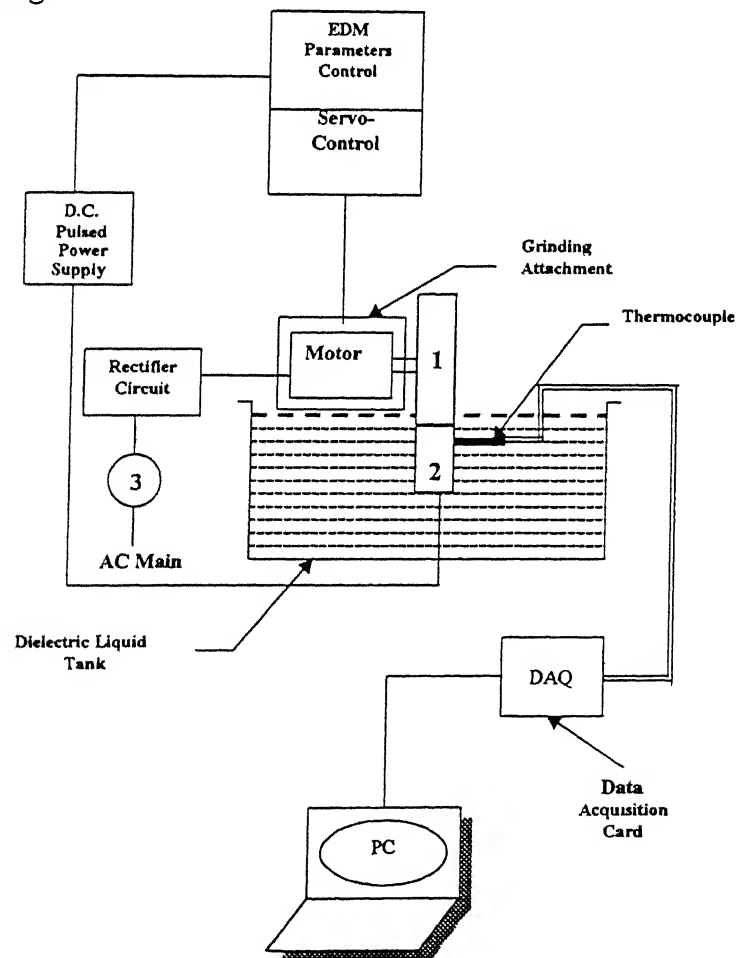 EDM
Parameters
Control
Servo-
Control
D.C.
Pulsed
Power
Supply
Grinding
Attachment
Thermocouple
Motor
1
Rectifier
Circuit
2
3
AC Main
Dielectric Liquid
Tank
DAQ
Data
Acquisition
Card
PC